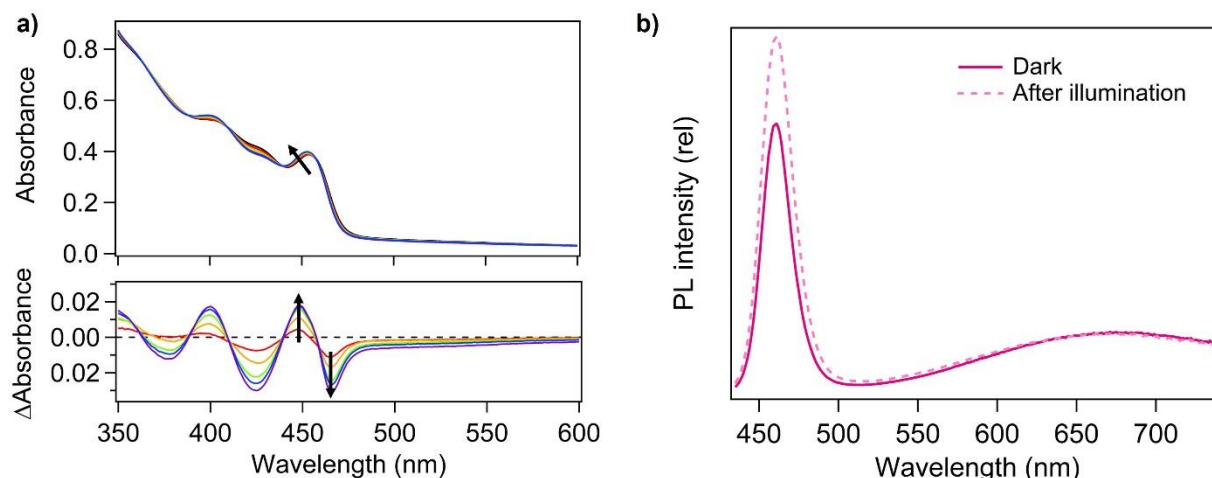 a)
Absorbance
0.8
0.6
0.4
0.2
0.0
ΔAbsorbance
0.02
0.00
0.02
350 400 450 500 550 600
Wavelength (nm)
b)
PL intensity (rel)
Dark
After illumination
450 500 550 600 650 700
Wavelength (nm)